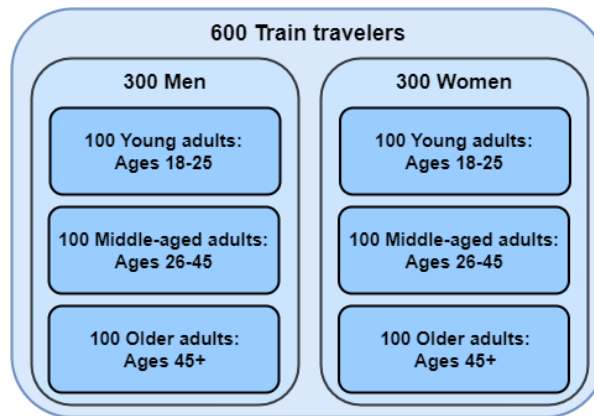 600 Train travelers
300 Men
100 Young adults:
Ages 18-25
100 Middle-aged adults:
Ages 26-45
100 Older adults:
Ages 45+
300 Women
100 Young adults:
Ages 18-25
100 Middle-aged adults:
Ages 26-45
100 Older adults:
Ages 45+